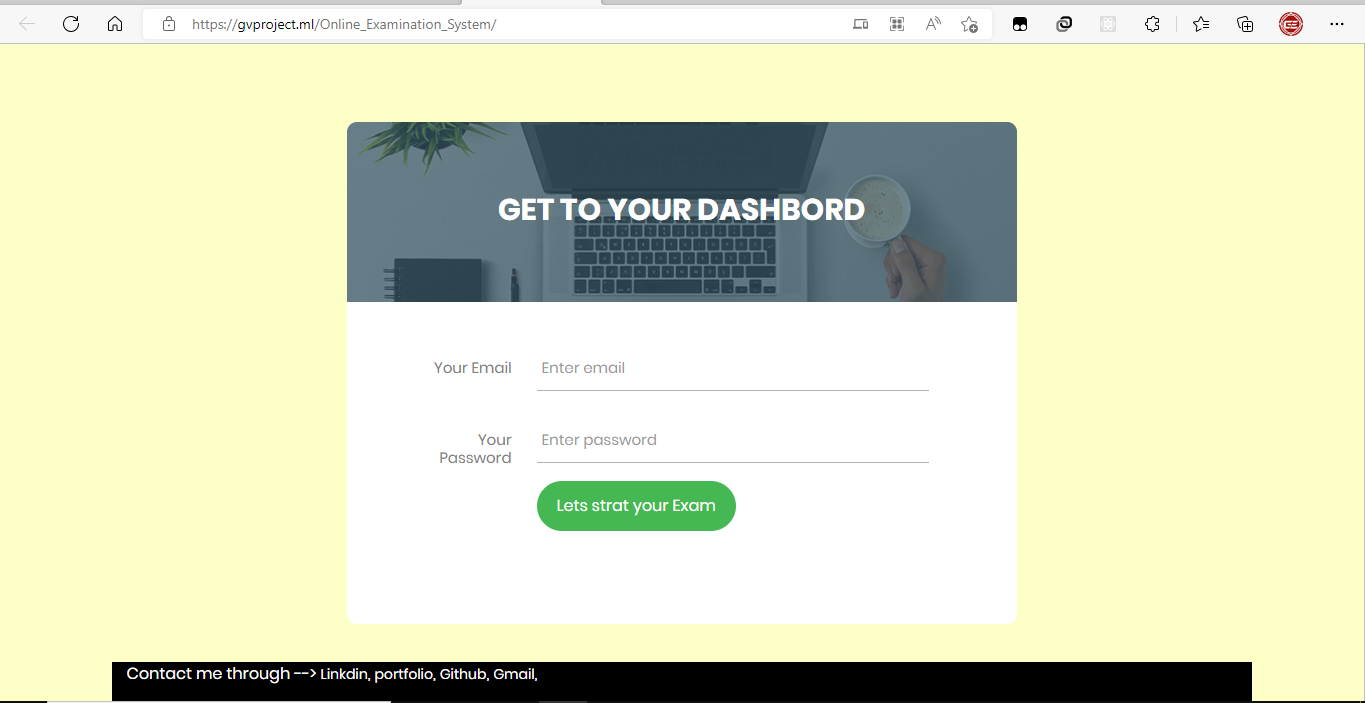 https://gvproject.ml/Online_Examination_System/
GET TO YOUR DASHBORD
Your Email
Enter email
Your
Password
Enter password
Lets strat your Exam
Contact me through --> Linkdin, portfolio, Github, Gmail,